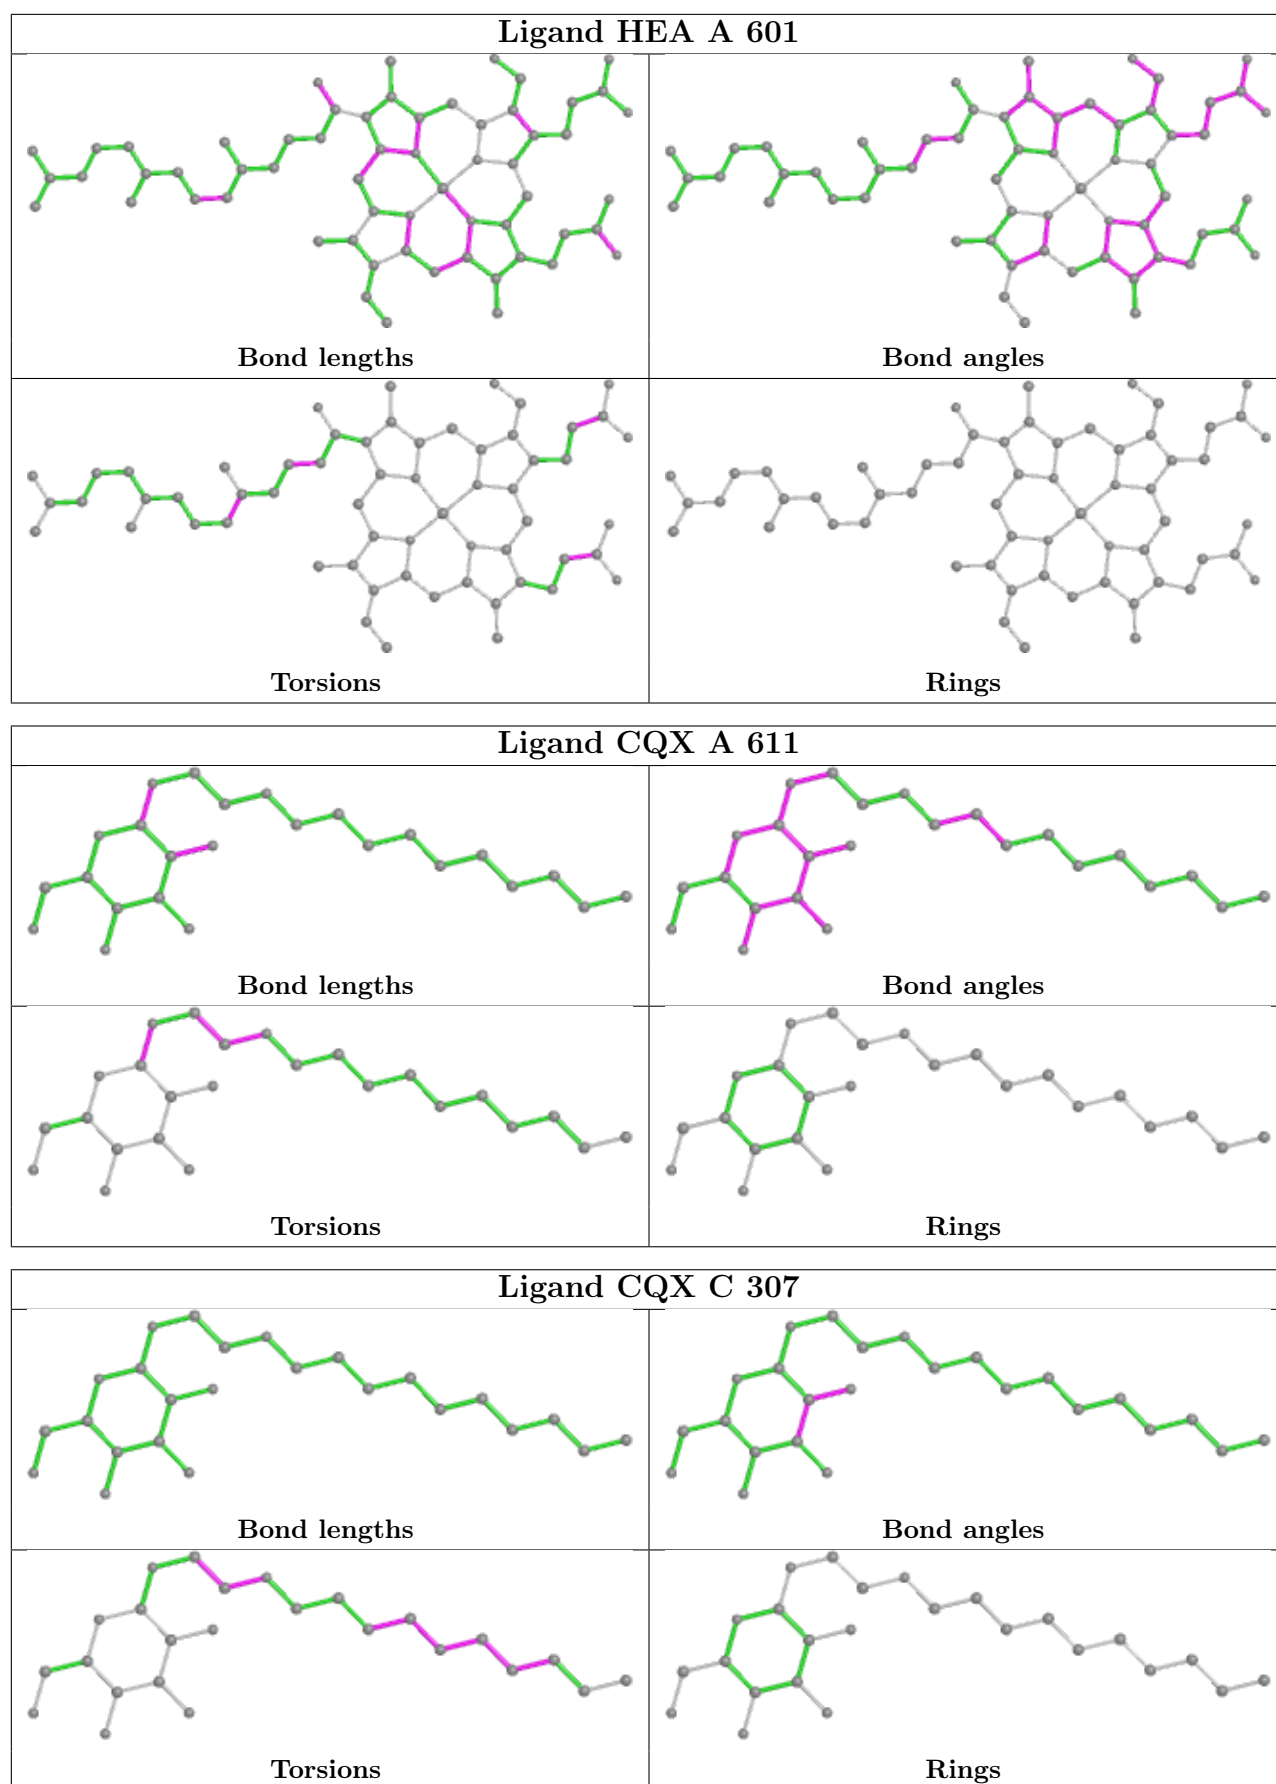 Ligand HEA A 601
Bond lengths
Bond angles
Torsions
Rings
Ligand CQX A 611
Bond lengths
Bond angles
Torsions
Rings
Ligand CQX C 307
Bond lengths
Bond angles
Torsions
Rings